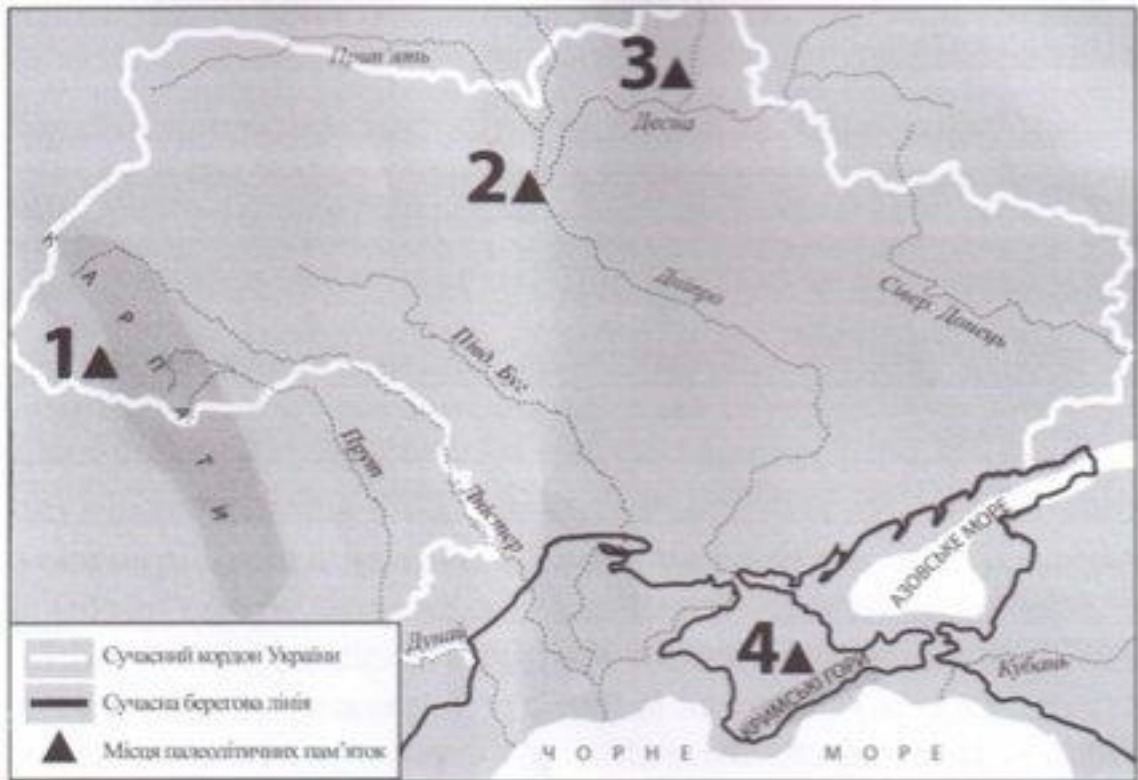 Прип'ять
3
Десна
2
КАРПАТИ
Дніпро
Сівер. Донець
1
Півд. Буг
Прут
Дністер
АЗОВСЬКЕ МОРЕ
Дунай
4
КРИМСЬКІ ГОРИ
Кубань
ЧОРНЕ МОРЕ
Сучасний кордон України
Сучасна берегова лінія
Місця палеолітичних пам’яток